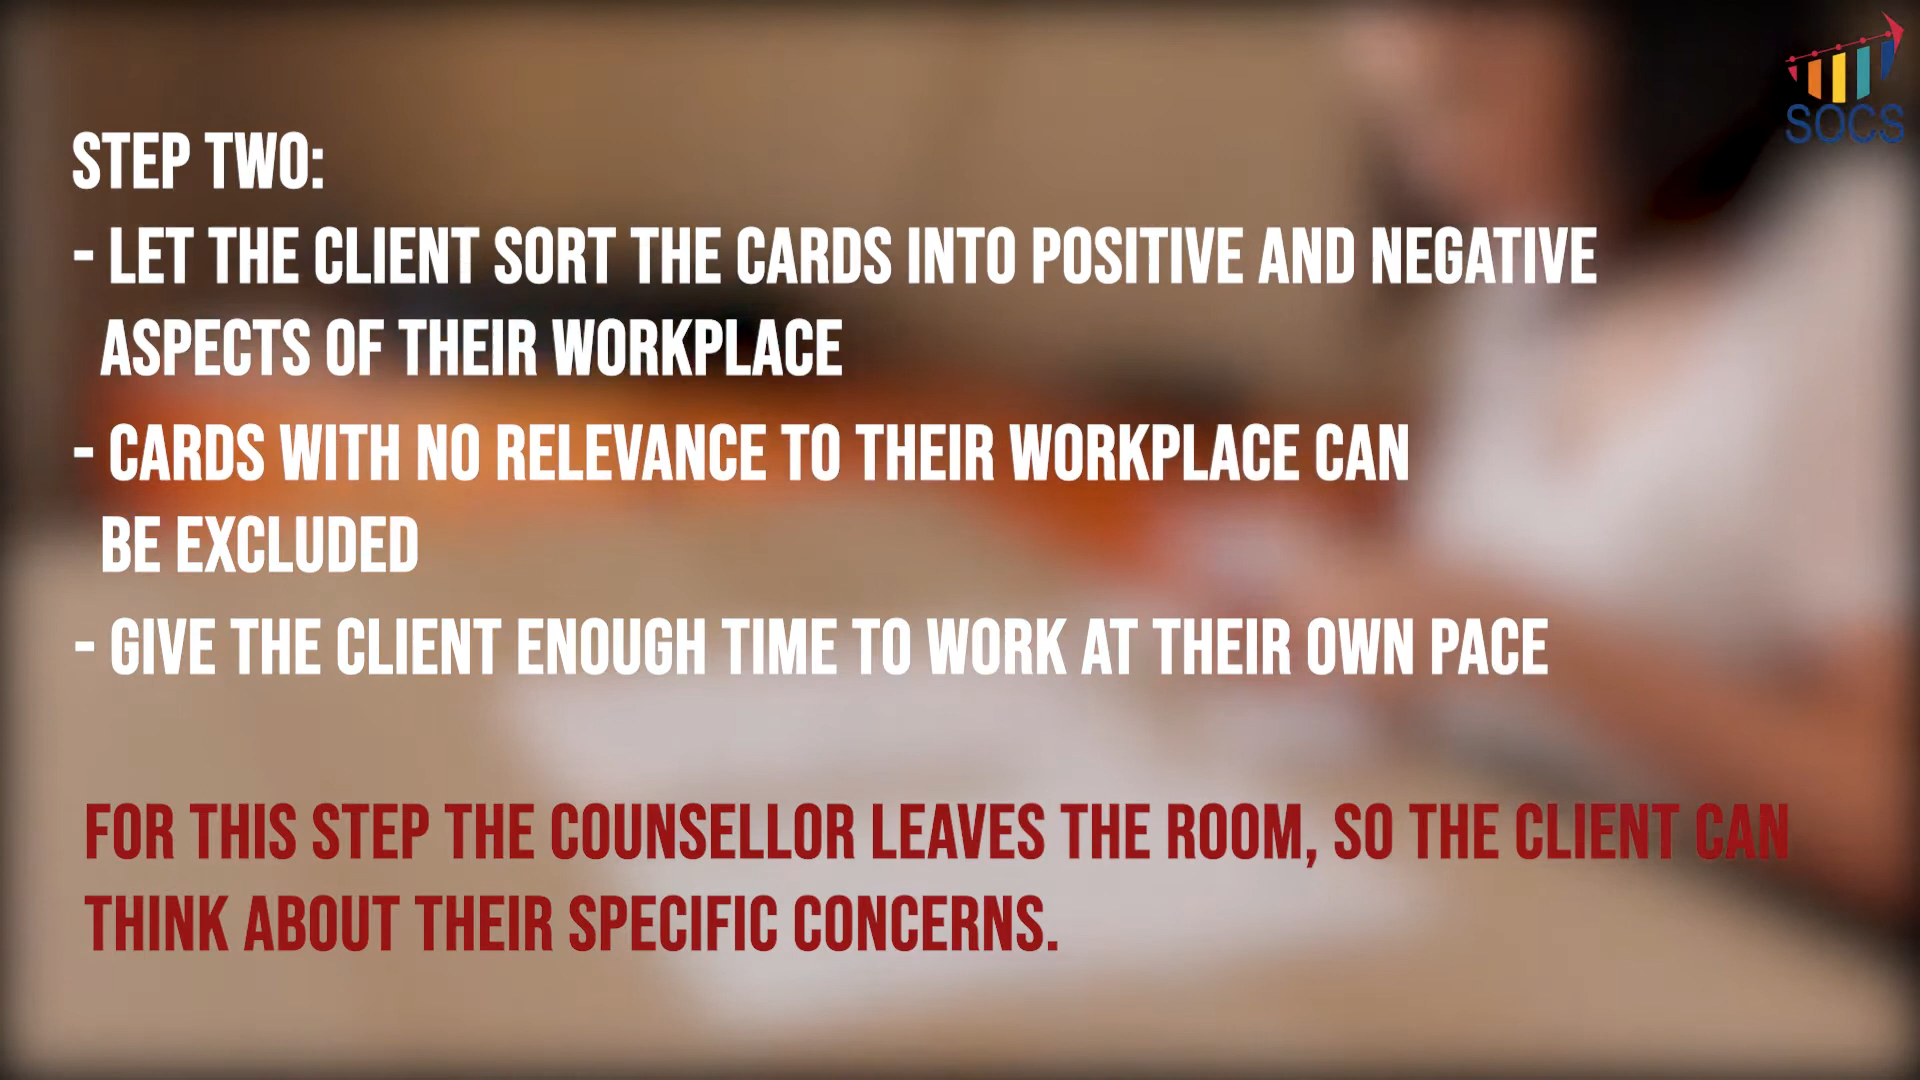 SOCS
STEP TWO:
- LET THE CLIENT SORT THE CARDS INTO POSITIVE AND NEGATIVE
ASPECTS OF THEIR WORKPLACE
- CARDS WITH NO RELEVANCE TO THEIR WORKPLACE CAN
BE EXCLUDED
- GIVE THE CLIENT ENOUGH TIME TO WORK AT THEIR OWN PACE
FOR THIS STEP THE COUNSELLOR LEAVES THE ROOM, SO THE CLIENT CAN
THINK ABOUT THEIR SPECIFIC CONCERNS.